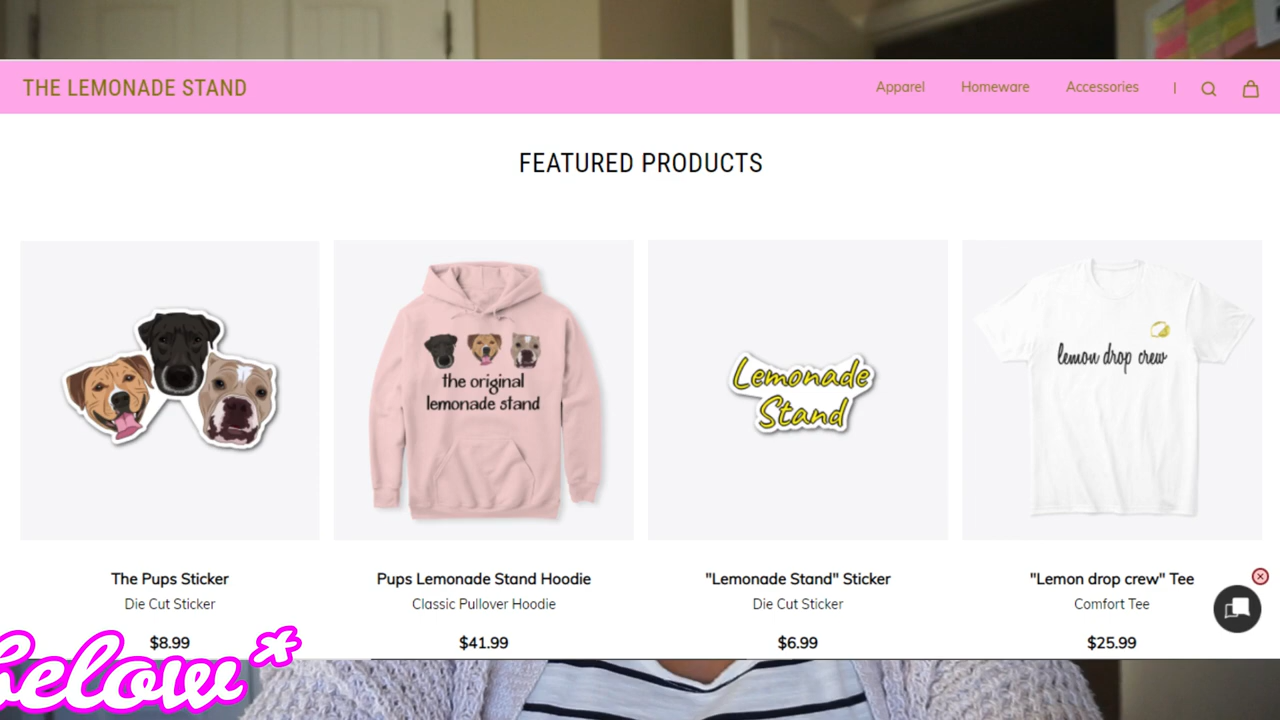 THE LEMONADE STAND
Apparel Homeware Accessories |
FEATURED PRODUCTS
the original
lemonade stand
Lemonade
Stand
lemon drop crew
The Pups Sticker
Die Cut Sticker
$8.99
Pups Lemonade Stand Hoodie
Classic Pullover Hoodie
$41.99
"Lemonade Stand" Sticker
Die Cut Sticker
$6.99
"Lemon drop crew" Tee
Comfort Tee
$25.99
below*